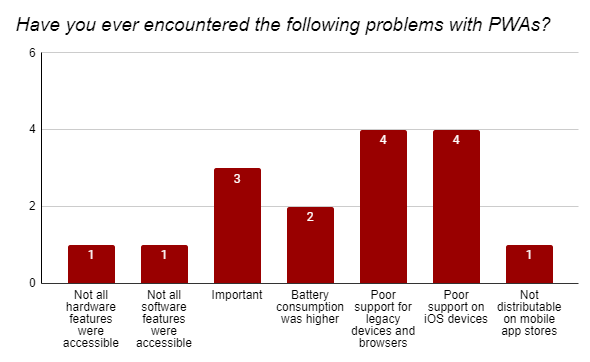 Have you ever encountered the following problems with PWAs?
6
4
2
0
1
1
3
2
4
4
1
Not all
hardware
features
were
accessible
Not all
software
features
were
accessible
Important
Battery
consumption
was higher
Poor
support for
legacy
devices and
browsers
Poor
support on
iOS devices
Not
distributable
on mobile
app stores